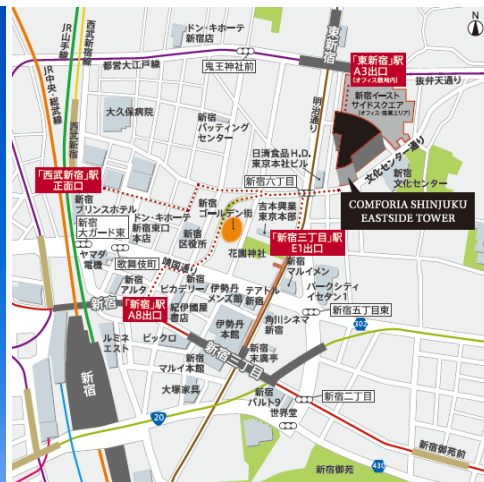 ドン・キホーテ
新宿店
N
JR山手線
西武新宿線
JR中央・総武線
都営大江戸線
鬼王神社前
東新宿
「東新宿」駅
A3出口
(オフィス敷地内)
抜弁天通り
明治通り
新宿イースト
サイドスクエア
(オフィス・商業エリア)
大久保病院
新宿
バッティング
センター
日清食品H.D.
東京本社ビル
文化センター通り
新宿
文化センター
西武新宿
「西武新宿」駅
正面口
新宿六丁目
COMFORIA SHINJUKU
EASTSIDE TOWER
新宿
プリンスホテル
新宿
大ガード東
ドン・キホーテ
新宿東口
本店
新宿
ゴールデン街
新宿
区役所
吉本興業
東京本部
花園神社
「新宿三丁目」駅
E1出口
ヤマダ
電機
歌舞伎町
靖国通り
新宿
マルイメン
新宿
アルタ
新宿
ピカデリー
伊勢丹
メンズ館
テアトル
新宿
パークシティ
イセタン1
新宿
「新宿」駅
A8出口
紀伊國屋
書店
伊勢丹
本館
角川シネマ
新宿
新宿五丁目東
302
ルミネ
エスト
ビックロ
新宿三丁目
新宿
末廣亭
新宿
マルイ本館
新宿
大塚家具
新宿
バルト9
世界堂
新宿二丁目
20
新宿御苑前
新宿御苑
430